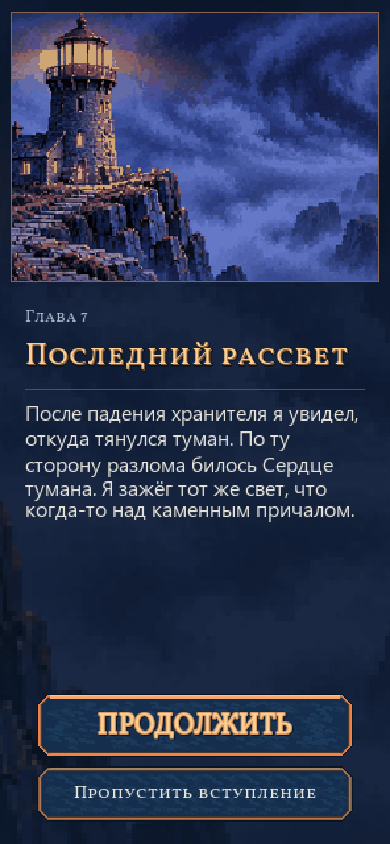 Глава 7
Последний рассвет
После падения хранителя я увидел,
откуда тянулся туман. По ту
сторону разлома билось Сердце
тумана. Я зажёг тот же свет, что
когда-то над каменным причалом.
ПРОДОЛЖИТЬ
Пропустить вступление